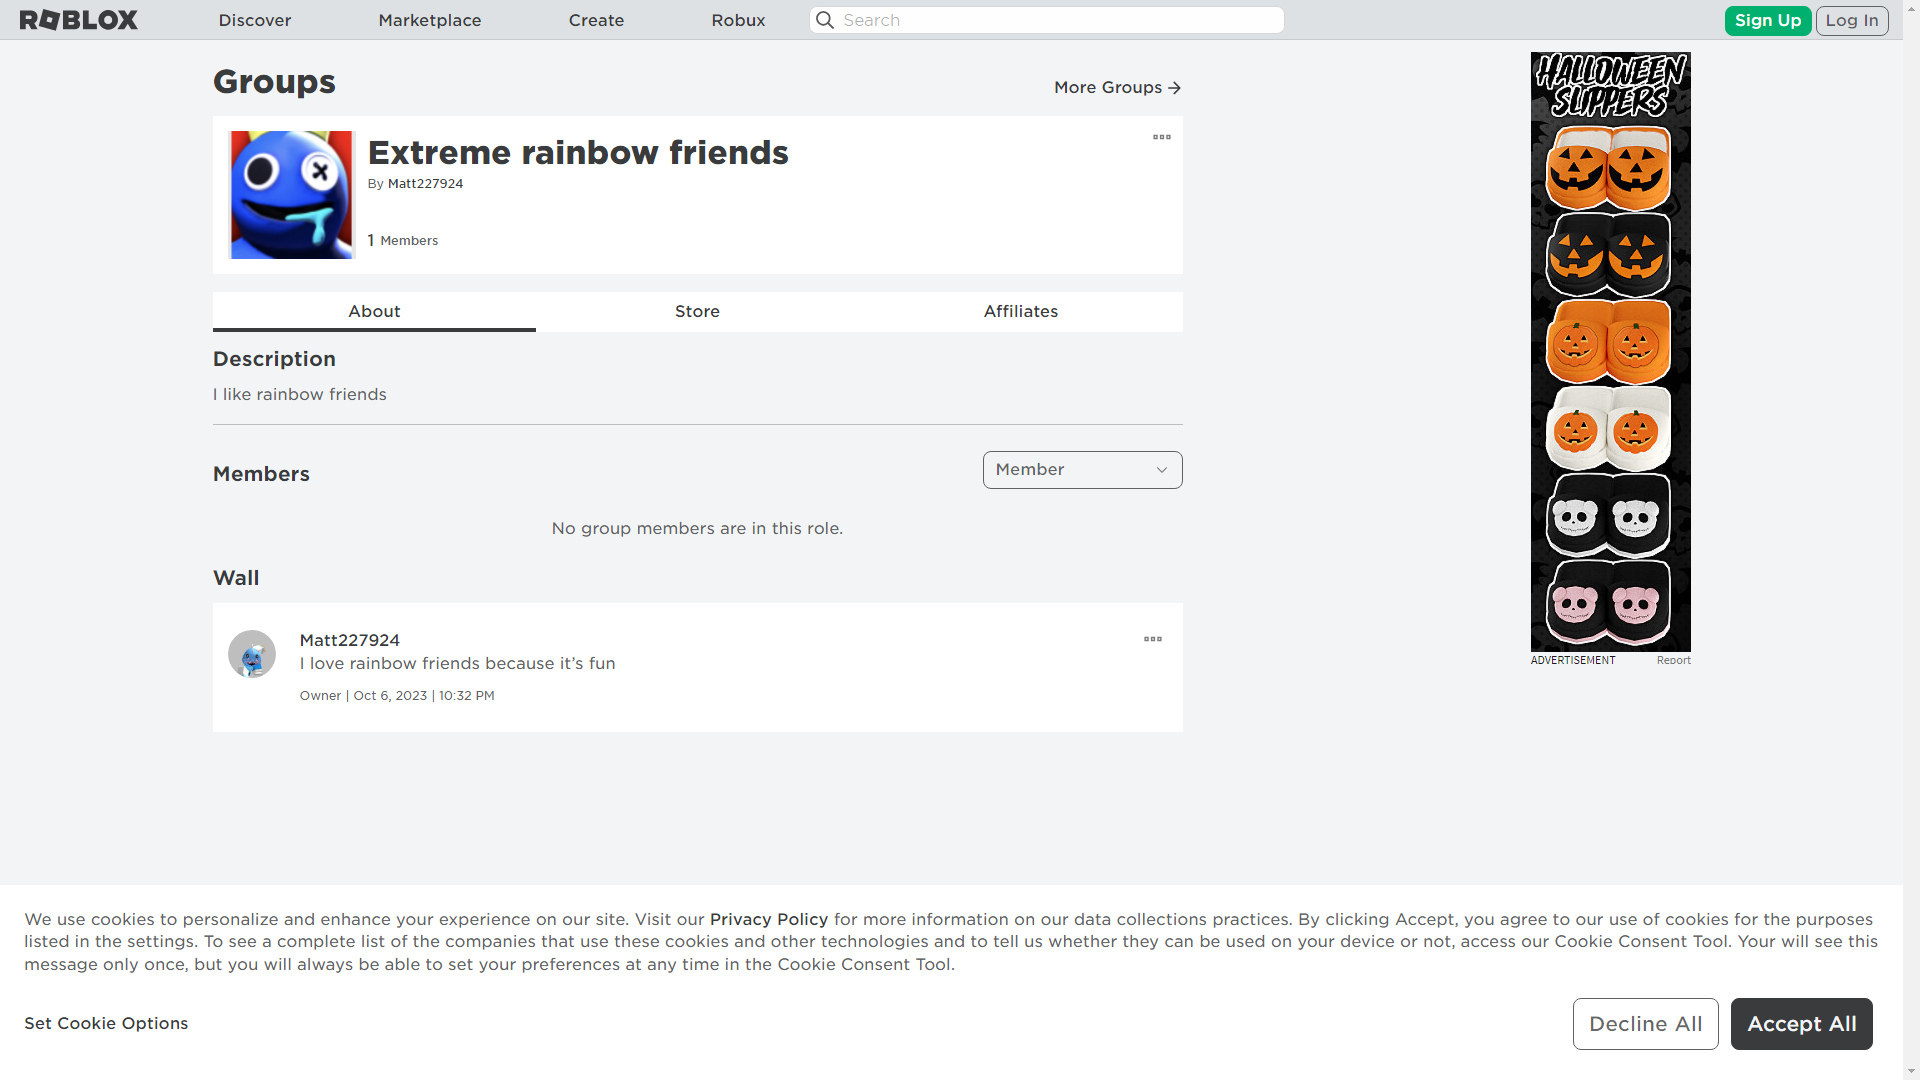 ROBLOX
Discover
Marketplace
Create
Robux
Search
Sign Up
Log In
Groups
More Groups
Extreme rainbow friends
By Matt227924
1 Members
About
Store
Affiliates
Description
I like rainbow friends
Members
Member
No group members are in this role.
Wall
Matt227924
I love rainbow friends because it’s fun
Owner | Oct 6, 2023 | 10:32 PM
HALLOWEEN
SLIPPERS
ADVERTISEMENT
Report
We use cookies to personalize and enhance your experience on our site. Visit our Privacy Policy for more information on our data collections practices. By clicking Accept, you agree to our use of cookies for the purposes
listed in the settings. To see a complete list of the companies that use these cookies and other technologies and to tell us whether they can be used on your device or not, access our Cookie Consent Tool. Your will see this
message only once, but you will always be able to set your preferences at any time in the Cookie Consent Tool.
Set Cookie Options
Decline All
Accept All